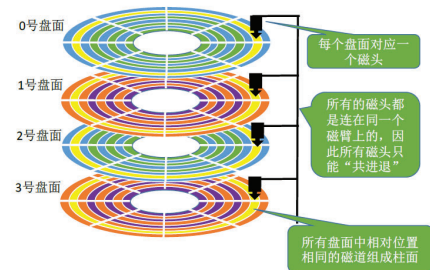 0号盘面
每个盘面对应一
个磁头
1号盘面
所有的磁头都
是连在同一个
磁臂上的，因
此所有磁头只
能“共进退”
2号盘面
3号盘面
所有盘面中相对位置
相同的磁道组成柱面